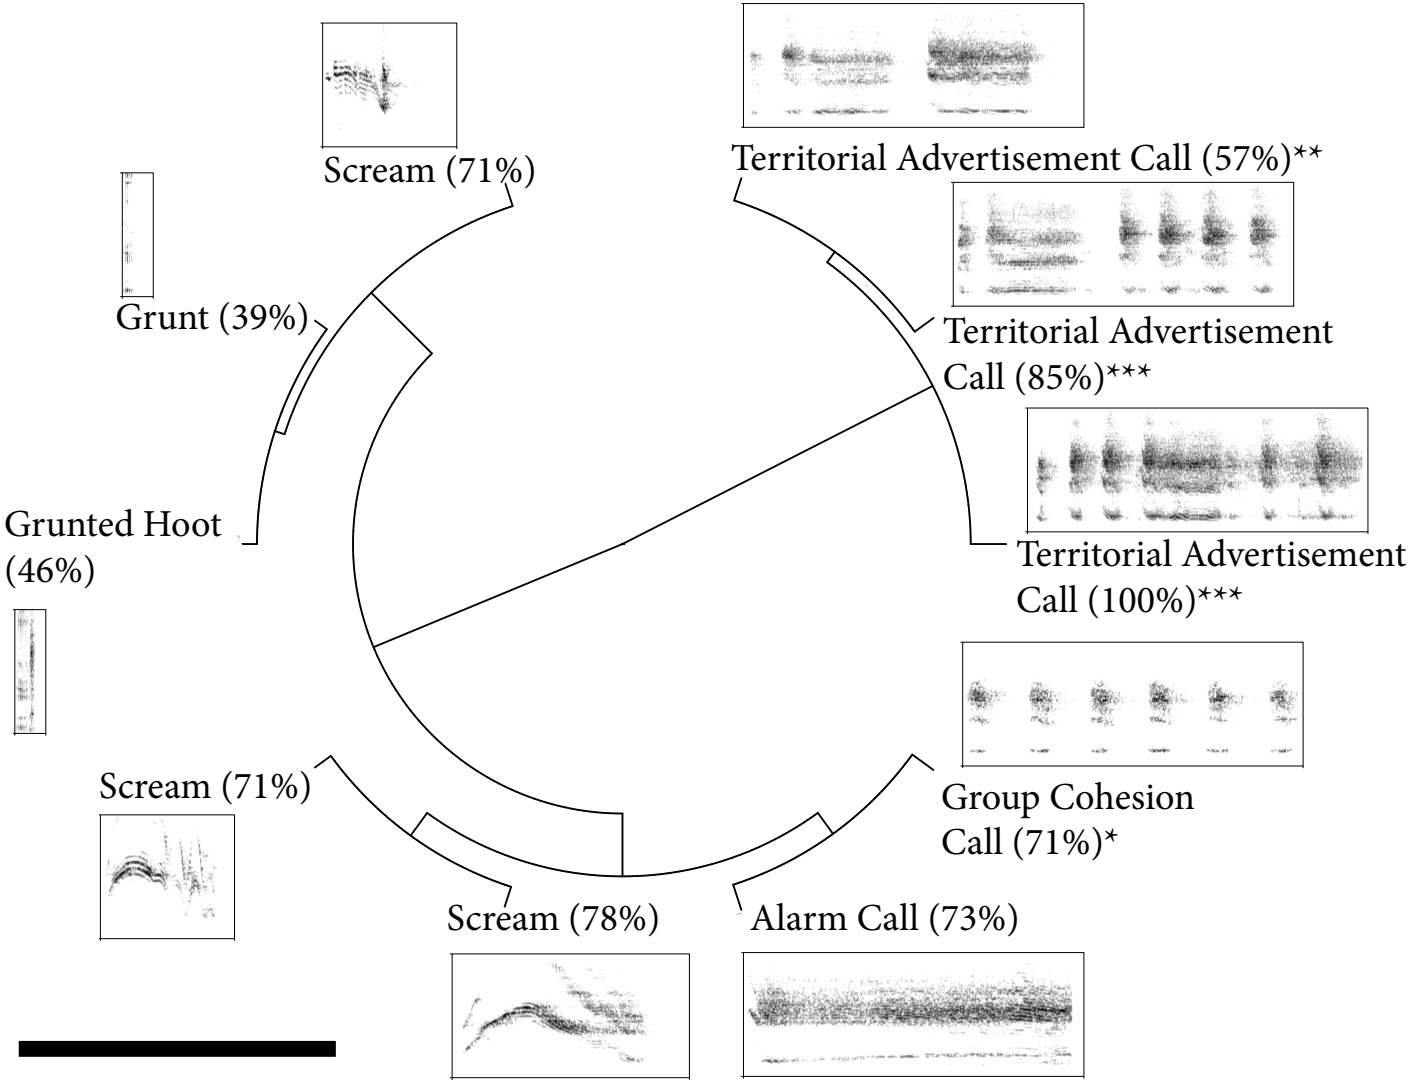 Scream (71%)
Territorial Advertisement Call (57%)**
Grunt (39%)
Territorial Advertisement
Call (85%)***
Grunted Hoot
(46%)
Territorial Advertisement
Call (100%)***
Scream (71%)
Group Cohesion
Call (71%)*
Scream (78%)
Alarm Call (73%)